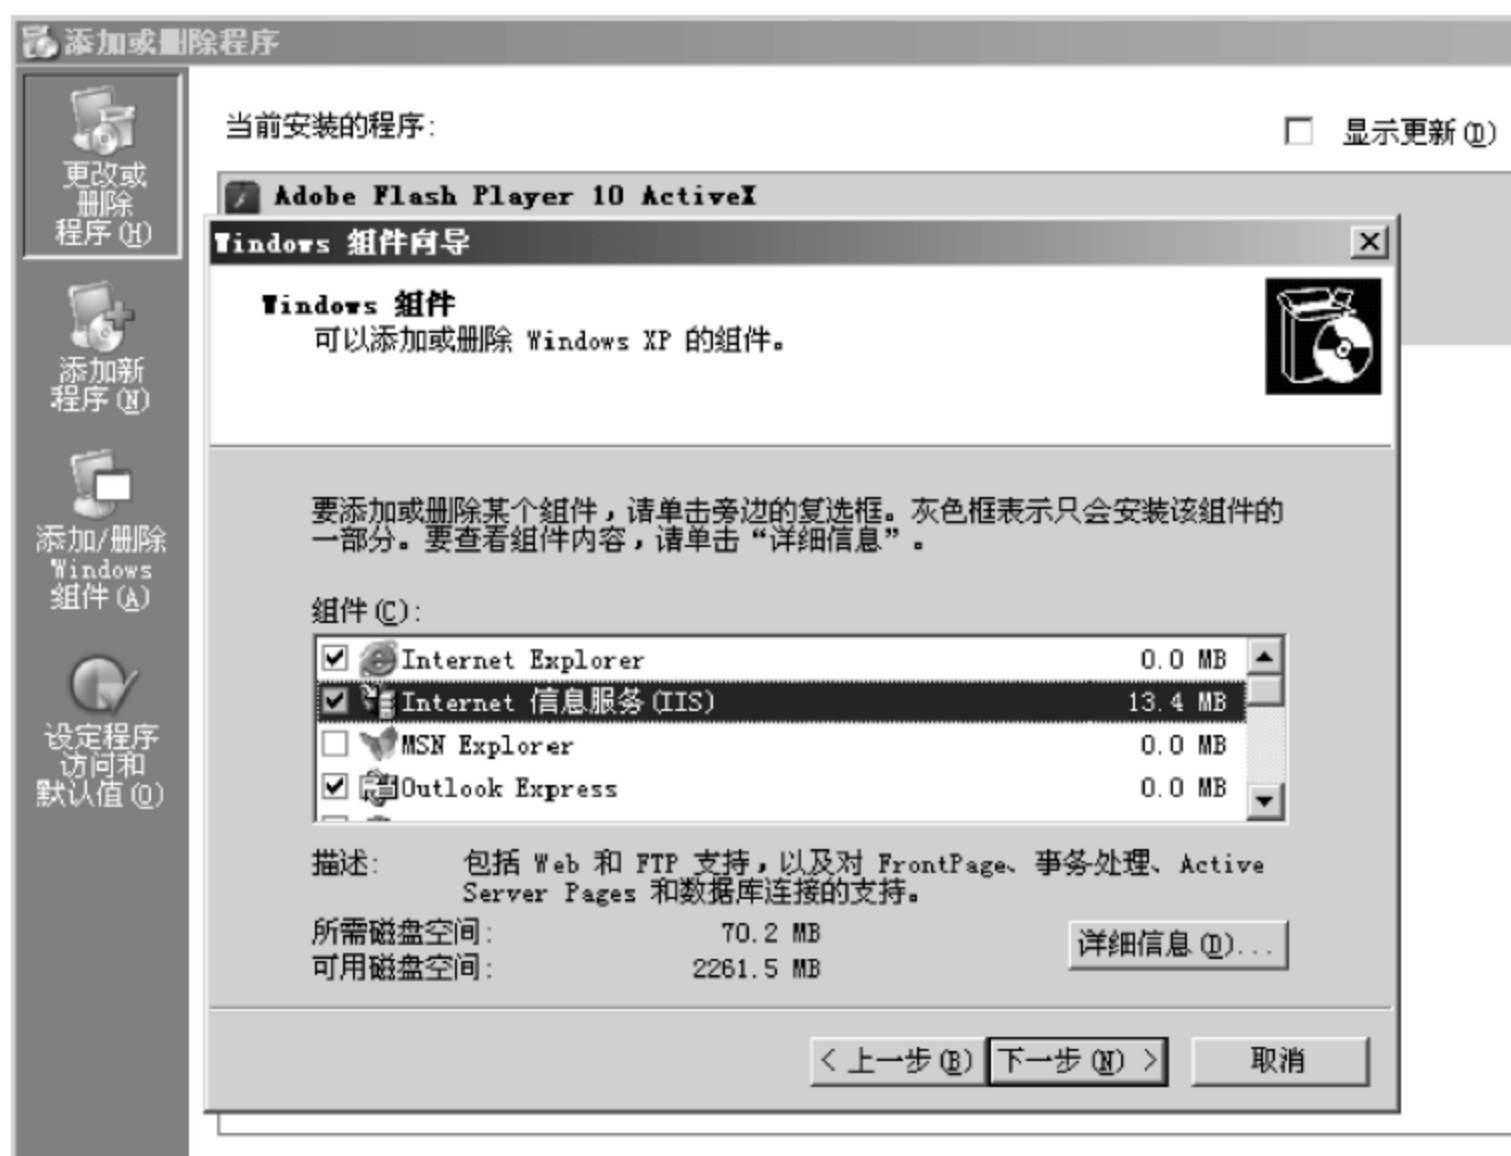 添加或删除程序
更改或
删除
程序(H)
添加新
程序(N)
添加/删除
Windows
组件(A)
设定程序
访问和
默认值(O)
当前安装的程序:
显示更新(D)
Adobe Flash Player 10 ActiveX
Windows 组件向导
Windows 组件
可以添加或删除 Windows XP 的组件。
要添加或删除某个组件，请单击旁边的复选框。灰色框表示只会安装该组件的
一部分。要查看组件内容，请单击“详细信息”。
组件(C):
Internet Explorer 0.0 MB
Internet 信息服务(IIS) 13.4 MB
MSN Explorer 0.0 MB
Outlook Express 0.0 MB
描述: 包括 Web 和 FTP 支持，以及对 FrontPage、事务处理、Active
Server Pages 和数据库连接的支持。
所需磁盘空间: 70.2 MB
可用磁盘空间: 2261.5 MB
详细信息(D)...
< 上一步(B)
下一步(N) >
取消